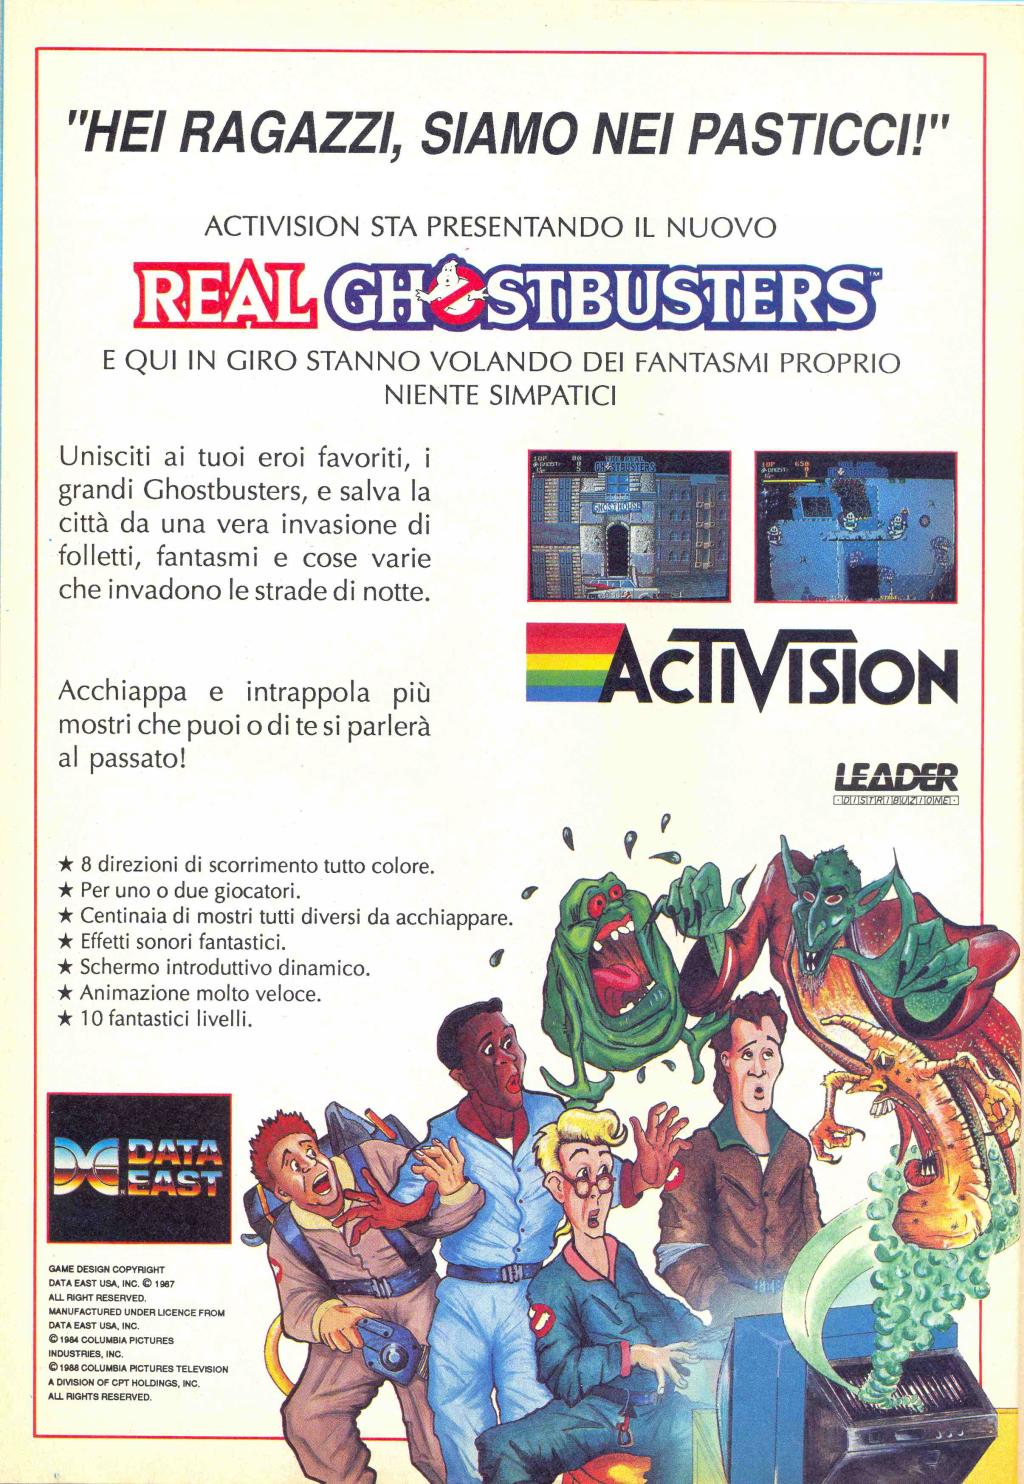 "HEI RAGAZZI, SIAMO NEI PASTICCI!"
ACTIVISION STA PRESENTANDO IL NUOVO
REAL GHOSTBUSTERS™
E QUI IN GIRO STANNO VOLANDO DEI FANTASMI PROPRIO
NIENTE SIMPATICI
Unisciti ai tuoi eroi favoriti, i
grandi Ghostbusters, e salva la
città da una vera invasione di
folletti, fantasmi e cose varie
che invadono le strade di notte.
Acchiappa e intrappola più
mostri che puoi o di te si parlerà
al passato!
THE REAL
GHOSTBUSTERS
GHOST HOUSE
ACTIVISION
LEADER
DISTRIBUZIONE
★ 8 direzioni di scorrimento tutto colore.
★ Per uno o due giocatori.
★ Centinaia di mostri tutti diversi da acchiappare.
★ Effetti sonori fantastici.
★ Schermo introduttivo dinamico.
★ Animazione molto veloce.
★ 10 fantastici livelli.
DATA
EAST
GAME DESIGN COPYRIGHT
DATA EAST USA, INC. © 1987
ALL RIGHT RESERVED.
MANUFACTURED UNDER LICENCE FROM
DATA EAST USA, INC.
© 1984 COLUMBIA PICTURES
INDUSTRIES, INC.
© 1988 COLUMBIA PICTURES TELEVISION
A DIVISION OF CPT HOLDINGS, INC.
ALL RIGHTS RESERVED.